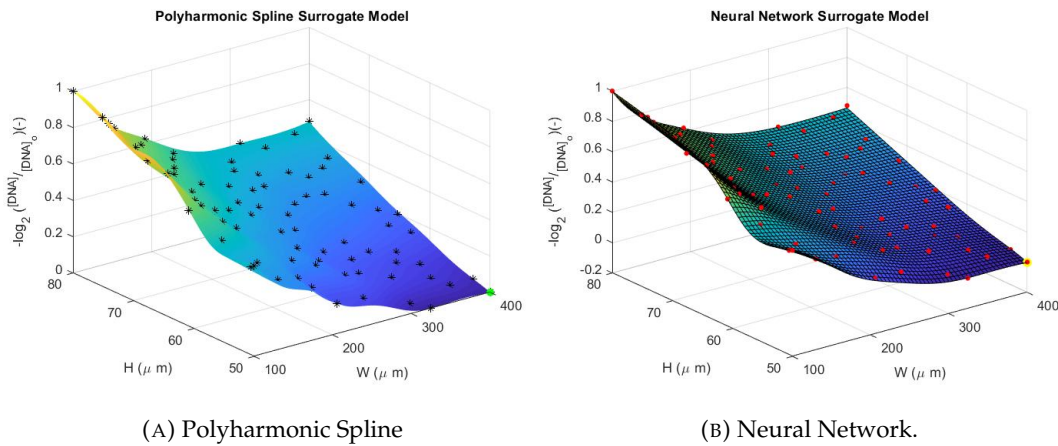 Polyharmonic Spline Surrogate Model
1
0.8
0.6
0.4
0.2
0
-log2 ([DNA]/[DNA]o)(-)
80
70
60
50
H (μ m)
100
200
300
400
W (μ m)
(A) Polyharmonic Spline
Neural Network Surrogate Model
1
0.8
0.6
0.4
0.2
0
-0.2
-log2 ([DNA]/[DNA]o)(-)
80
70
60
50
H (μ m)
100
200
300
400
W (μ m)
(B) Neural Network.